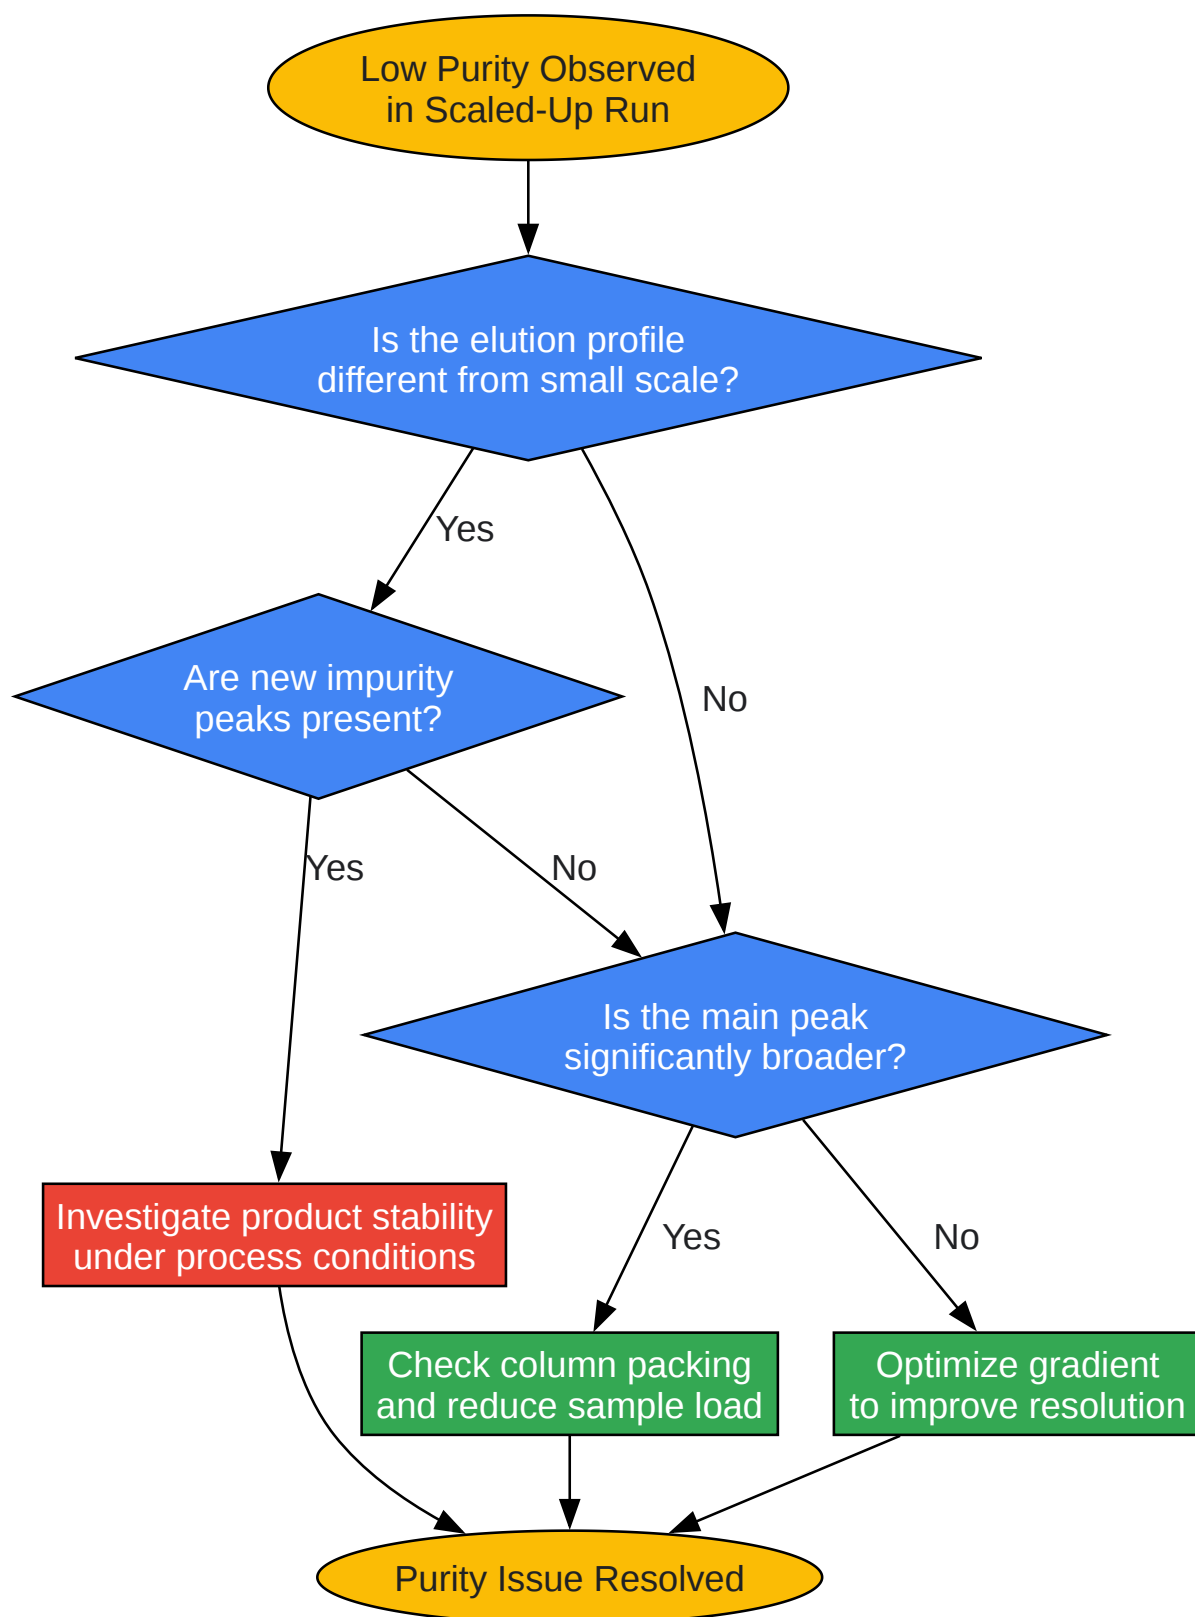 Low Purity Observed
in Scaled-Up Run
Is the elution profile
different from small scale?
Yes
No
Are new impurity
peaks present?
Yes
No
Is the main peak
significantly broader?
Yes
No
Investigate product stability
under process conditions
Check column packing
and reduce sample load
Optimize gradient
to improve resolution
Purity Issue Resolved